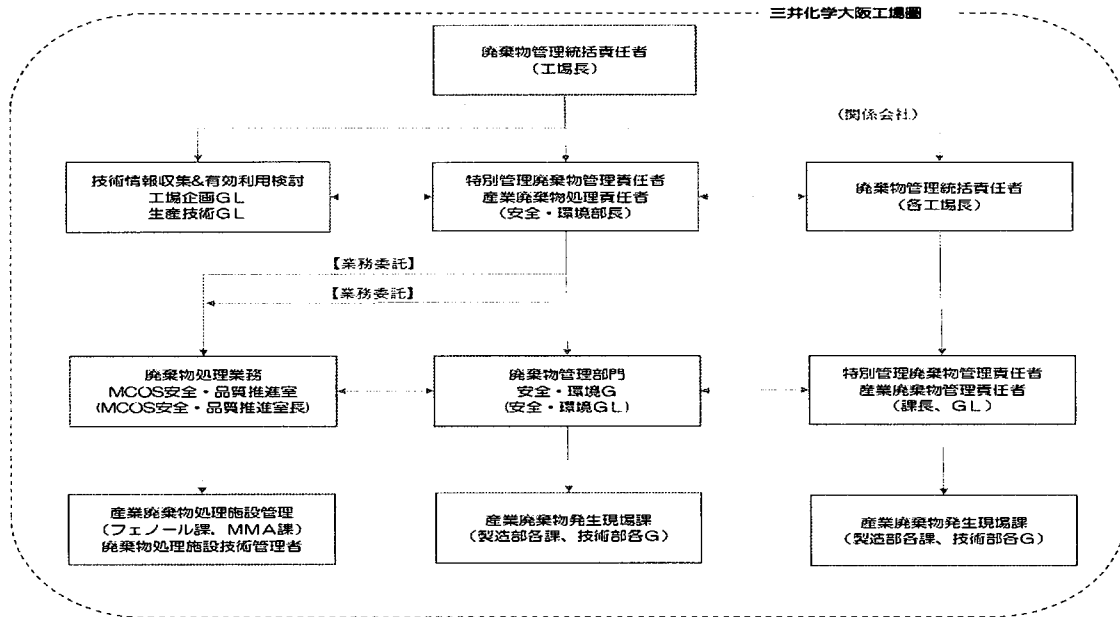 三井化学大阪工場圏
廃棄物管理統括責任者
(工場長)
(関係会社)
技術情報収集&有効利用検討
工場企画GL
生産技術GL
特別管理廃棄物管理責任者
産業廃棄物処理責任者
(安全・環境部長)
廃棄物管理統括責任者
(各工場長)
【業務委託】
【業務委託】
廃棄物処理業務
MCOS安全・品質推進室
(MCOS安全・品質推進室長)
廃棄物管理部門
安全・環境G
(安全・環境GL)
特別管理廃棄物管理責任者
産業廃棄物管理責任者
(課長、GL)
産業廃棄物処理施設管理
(フェノール課、MMA課)
廃棄物処理施設技術管理者
産業廃棄物発生現場課
(製造部各課、技術部各G)
産業廃棄物発生現場課
(製造部各課、技術部各G)